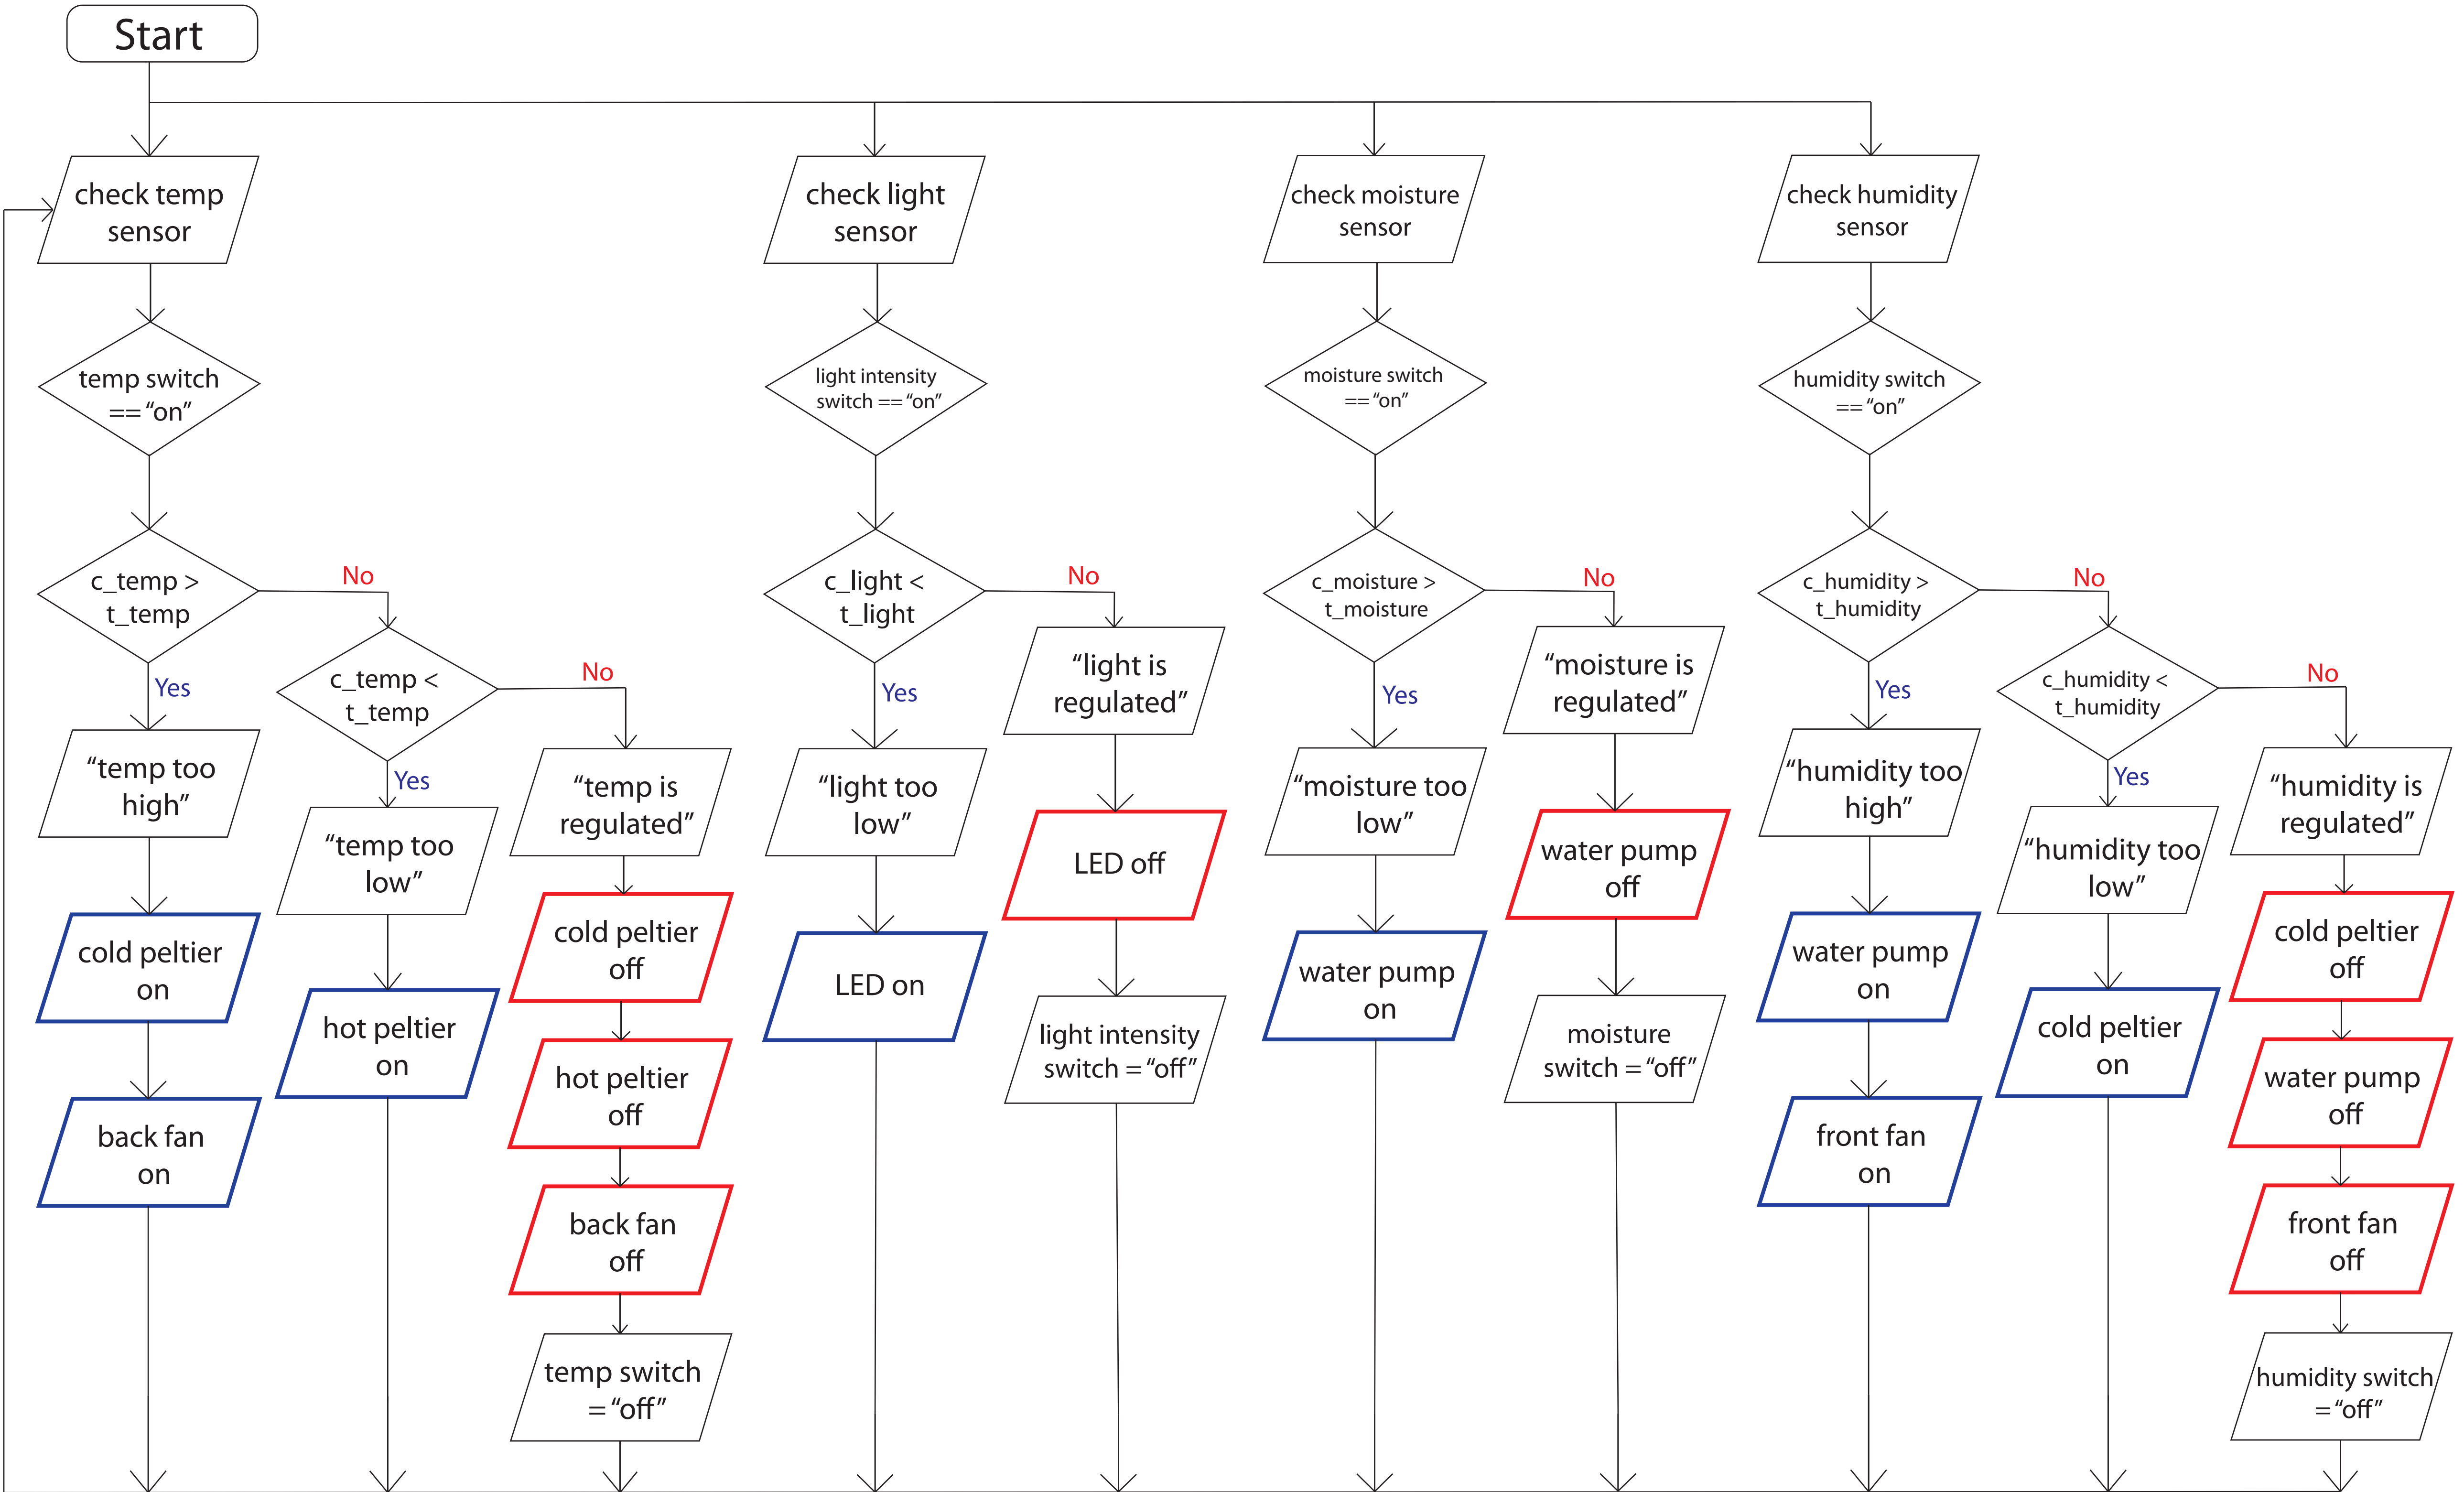 Start
check temp
sensor
temp switch
== “on”
c_temp >
t_temp
No
Yes
“temp too
high”
cold peltier
on
back fan
on
c_temp <
t_temp
No
Yes
“temp too
low”
hot peltier
on
“temp is
regulated”
cold peltier
off
hot peltier
off
back fan
off
temp switch
= “off”
check light
sensor
light intensity
switch == “on”
c_light <
t_light
No
Yes
“light too
low”
LED on
“light is
regulated”
LED off
light intensity
switch = “off”
check moisture
sensor
moisture switch
== “on”
c_moisture >
t_moisture
No
Yes
“moisture too
low”
water pump
on
“moisture is
regulated”
water pump
off
moisture
switch = “off”
check humidity
sensor
humidity switch
== “on”
c_humidity >
t_humidity
No
Yes
“humidity too
high”
water pump
on
front fan
on
c_humidity <
t_humidity
No
Yes
“humidity too
low”
cold peltier
on
“humidity is
regulated”
cold peltier
off
water pump
off
front fan
off
humidity switch
= “off”